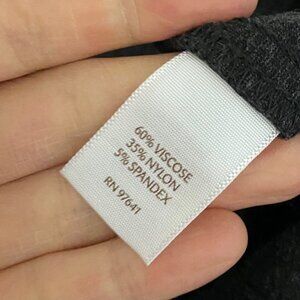 60% VISCOSE
35% NYLON
5% SPANDEX
RN 97641